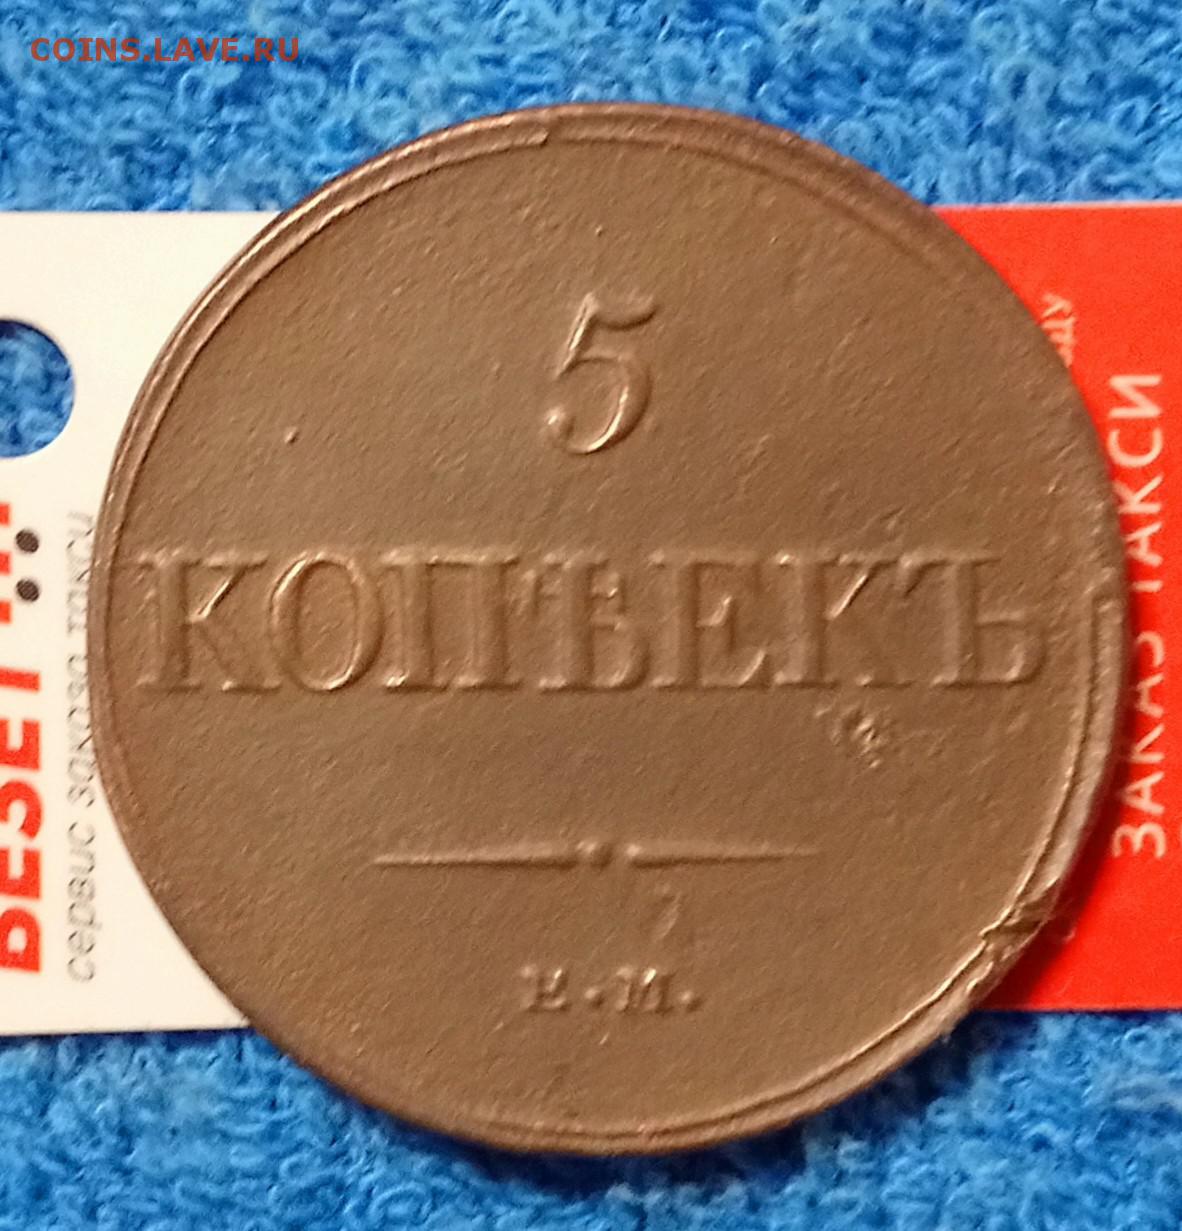 COINS.LAVE.RU
5
КОПѢЕКЪ
Е.М.
сервис заказа такси
ЗАКАЗ ТАКСИ